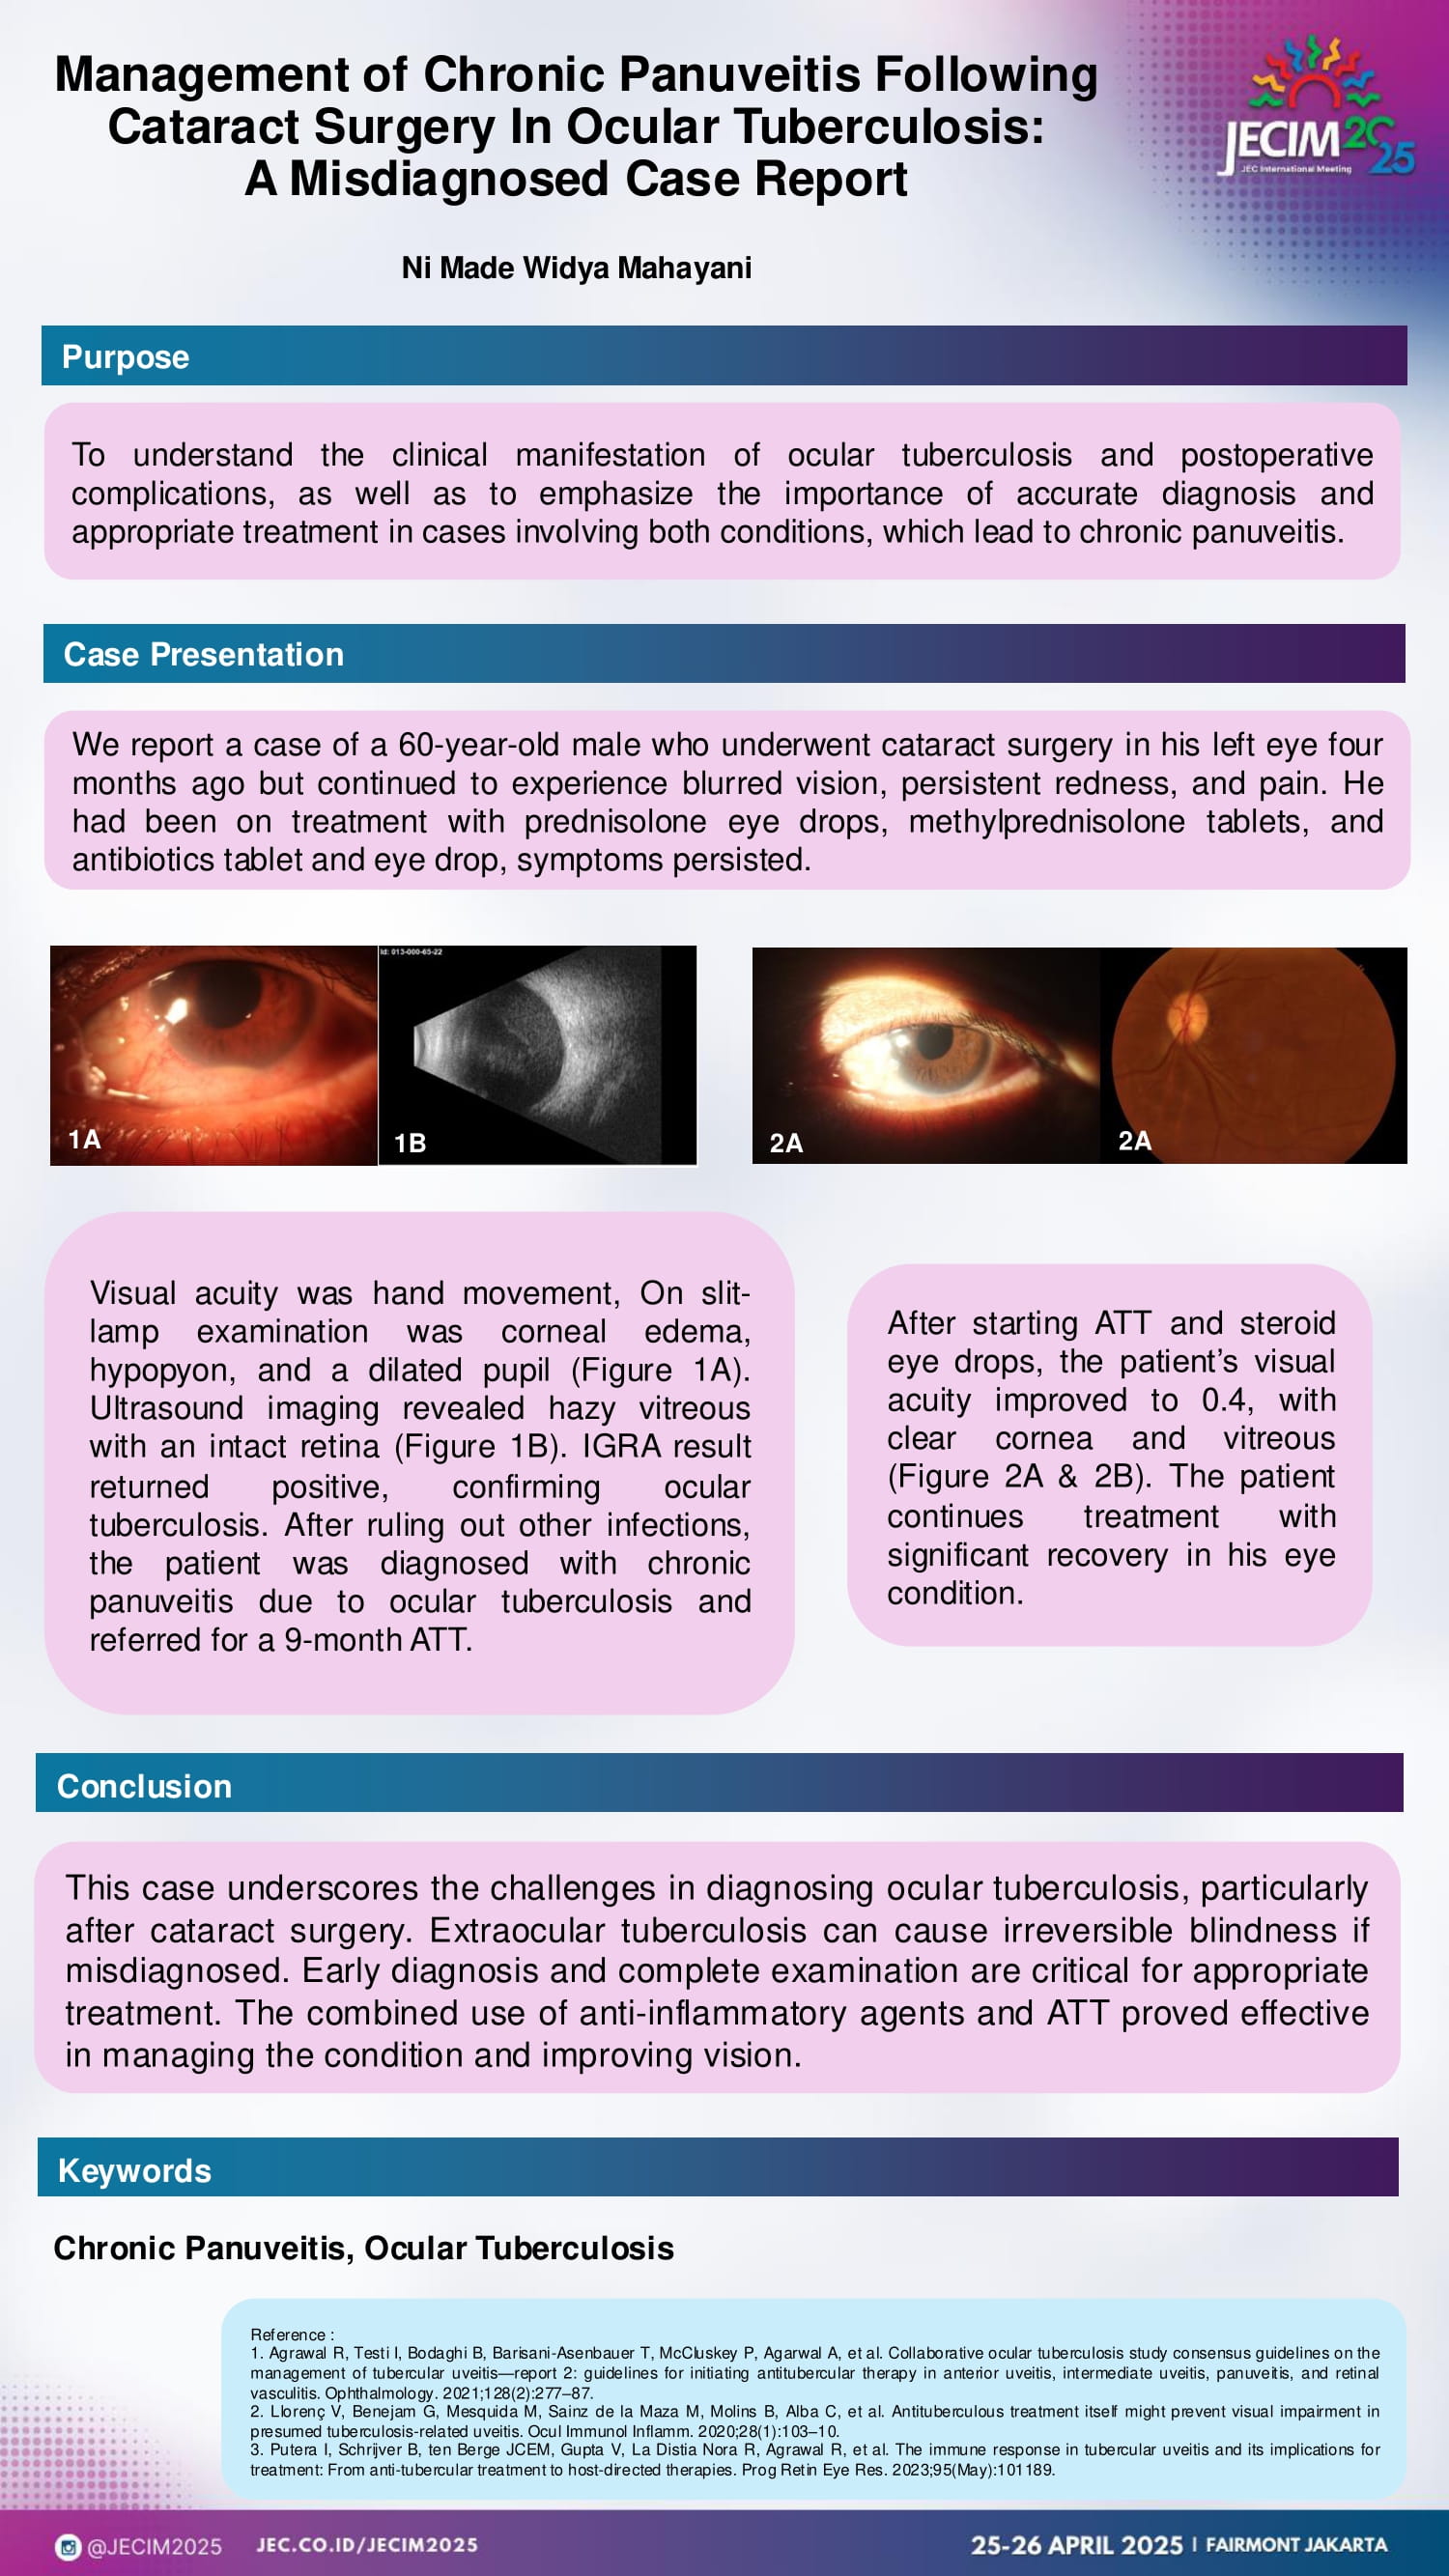 Management of Chronic Panuveitis Following
Cataract Surgery In Ocular Tuberculosis:
A Misdiagnosed Case Report
JECIM 2025
JEC International Meeting
Ni Made Widya Mahayani
Purpose
To understand the clinical manifestation of ocular tuberculosis and postoperative
complications, as well as to emphasize the importance of accurate diagnosis and
appropriate treatment in cases involving both conditions, which lead to chronic panuveitis.
Case Presentation
We report a case of a 60-year-old male who underwent cataract surgery in his left eye four
months ago but continued to experience blurred vision, persistent redness, and pain. He
had been on treatment with prednisolone eye drops, methylprednisolone tablets, and
antibiotics tablet and eye drop, symptoms persisted.
Id: 013-000-65-22
1A
1B
2A
2A
Visual acuity was hand movement, On slit-
lamp examination was corneal edema,
hypopyon, and a dilated pupil (Figure 1A).
Ultrasound imaging revealed hazy vitreous
with an intact retina (Figure 1B). IGRA result
returned positive, confirming ocular
tuberculosis. After ruling out other infections,
the patient was diagnosed with chronic
panuveitis due to ocular tuberculosis and
referred for a 9-month ATT.
After starting ATT and steroid
eye drops, the patient’s visual
acuity improved to 0.4, with
clear cornea and vitreous
(Figure 2A & 2B). The patient
continues treatment with
significant recovery in his eye
condition.
Conclusion
This case underscores the challenges in diagnosing ocular tuberculosis, particularly
after cataract surgery. Extraocular tuberculosis can cause irreversible blindness if
misdiagnosed. Early diagnosis and complete examination are critical for appropriate
treatment. The combined use of anti-inflammatory agents and ATT proved effective
in managing the condition and improving vision.
Keywords
Chronic Panuveitis, Ocular Tuberculosis
Reference :
1. Agrawal R, Testi I, Bodaghi B, Barisani-Asenbauer T, McCluskey P, Agarwal A, et al. Collaborative ocular tuberculosis study consensus guidelines on the
management of tubercular uveitis—report 2: guidelines for initiating antitubercular therapy in anterior uveitis, intermediate uveitis, panuveitis, and retinal
vasculitis. Ophthalmology. 2021;128(2):277–87.
2. Llorenç V, Benejam G, Mesquida M, Sainz de la Maza M, Molins B, Alba C, et al. Antituberculous treatment itself might prevent visual impairment in
presumed tuberculosis-related uveitis. Ocul Immunol Inflamm. 2020;28(1):103–10.
3. Putera I, Schrijver B, ten Berge JCEM, Gupta V, La Distia Nora R, Agrawal R, et al. The immune response in tubercular uveitis and its implications for
treatment: From anti-tubercular treatment to host-directed therapies. Prog Retin Eye Res. 2023;95(May):101189.
@JECIM2025
JEC.CO.ID/JECIM2025
25-26 APRIL 2025 | FAIRMONT JAKARTA